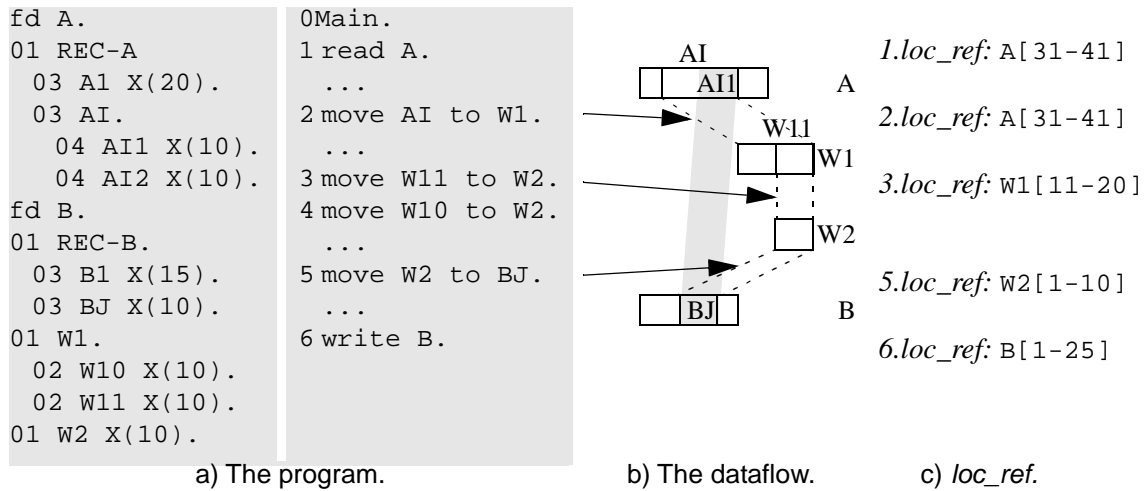 fd A.
01 REC-A
03 A1 X(20).
03 AI.
04 AI1 X(10).
04 AI2 X(10).
fd B.
01 REC-B.
03 B1 X(15).
03 BJ X(10).
01 W1.
02 W10 X(10).
02 W11 X(10).
01 W2 X(10).
0Main.
1 read A.
...
2 move AI to W1.
...
3 move W11 to W2.
4 move W10 to W2.
...
5 move W2 to BJ.
...
6 write B.
a) The program.
AI
AI1
A
W11
W1
W2
BJ
B
b) The dataflow.
1.loc_ref: A[31-41]
2.loc_ref: A[31-41]
3.loc_ref: W1[11-20]
5.loc_ref: W2[1-10]
6.loc_ref: B[1-25]
c) loc_ref.